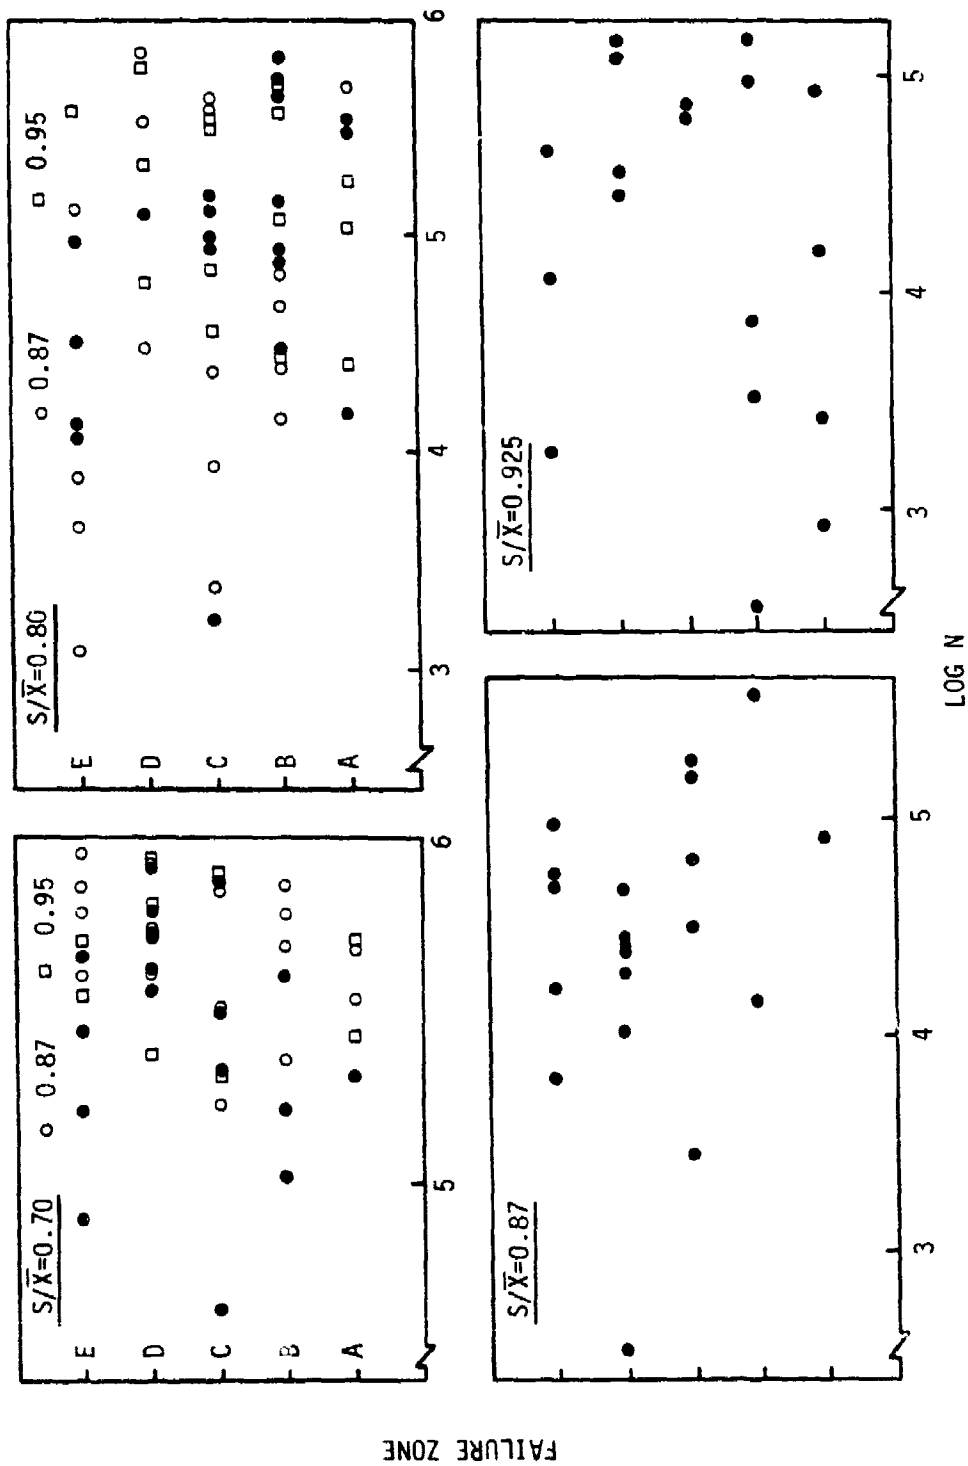 S/X̅=0.70
○ 0.87 □ 0.95
E
D
C
B
A
5 6
S/X̅=0.80
○ 0.87 □ 0.95
E
D
C
B
A
3 4 5 6
S/X̅=0.87
3 4 5
S/X̅=0.925
3 4 5
LOG N
FAILURE ZONE